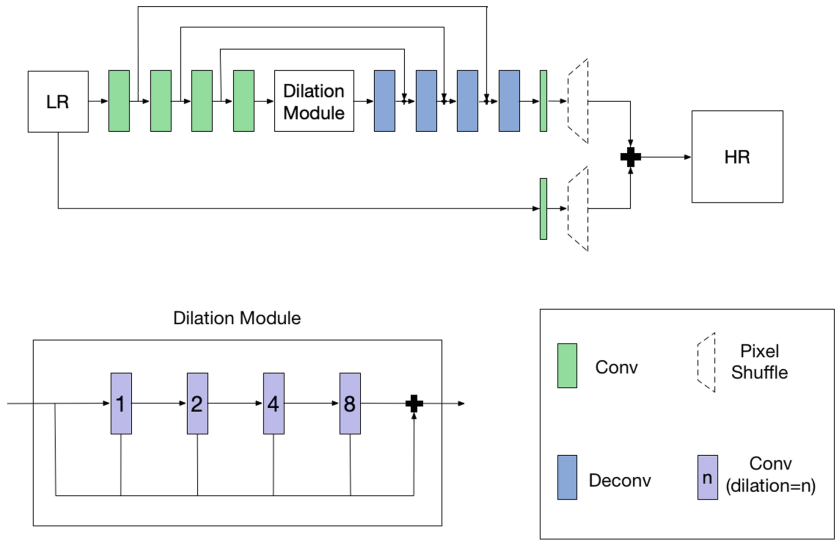 LR
Dilation
Module
HR
Dilation Module
1
2
4
8
Conv
Pixel
Shuffle
Deconv
n
Conv
(dilation=n)